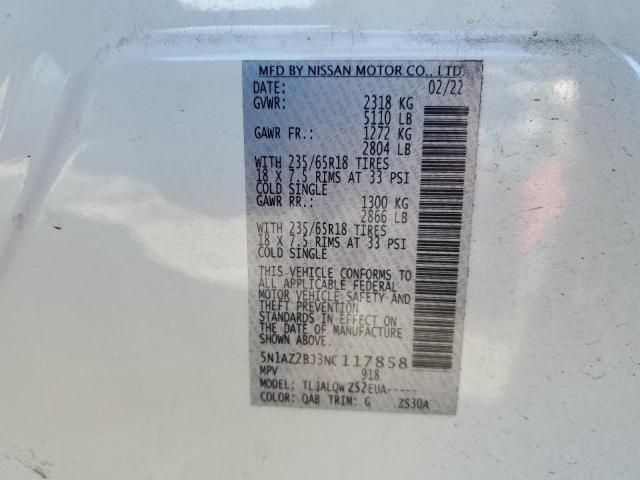 MFD BY NISSAN MOTOR CO., LTD.
DATE: 02/22
GVWR: 2318 KG
5110 LB
GAWR FR.: 1272 KG
2804 LB
WITH 235/65R18 TIRES
18 X 7.5 RIMS AT 33 PSI
COLD SINGLE
GAWR RR.: 1300 KG
2866 LB
WITH 235/65R18 TIRES
18 X 7.5 RIMS AT 33 PSI
COLD SINGLE
THIS VEHICLE CONFORMS TO
ALL APPLICABLE FEDERAL
MOTOR VEHICLE SAFETY AND
THEFT PREVENTION
STANDARDS IN EFFECT ON
THE DATE OF MANUFACTURE
SHOWN ABOVE.
5N1AZ2BJ3NC117858
MPV 918
MODEL: TLJALQWZ52EUA-----
COLOR: QAB TRIM: G ZS30A